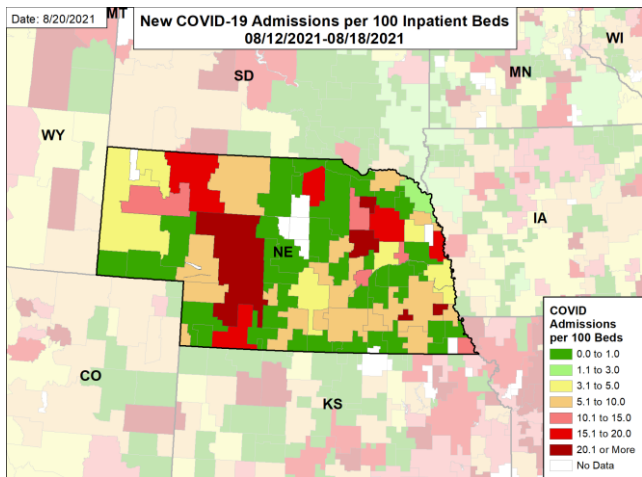 Date: 8/20/2021
New COVID-19 Admissions per 100 Inpatient Beds
08/12/2021-08/18/2021
MT
WI
SD
MN
WY
IA
NE
CO
KS
COVID
Admissions
per 100 Beds
0.0 to 1.0
1.1 to 3.0
3.1 to 5.0
5.1 to 10.0
10.1 to 15.0
15.1 to 20.0
20.1 or More
No Data